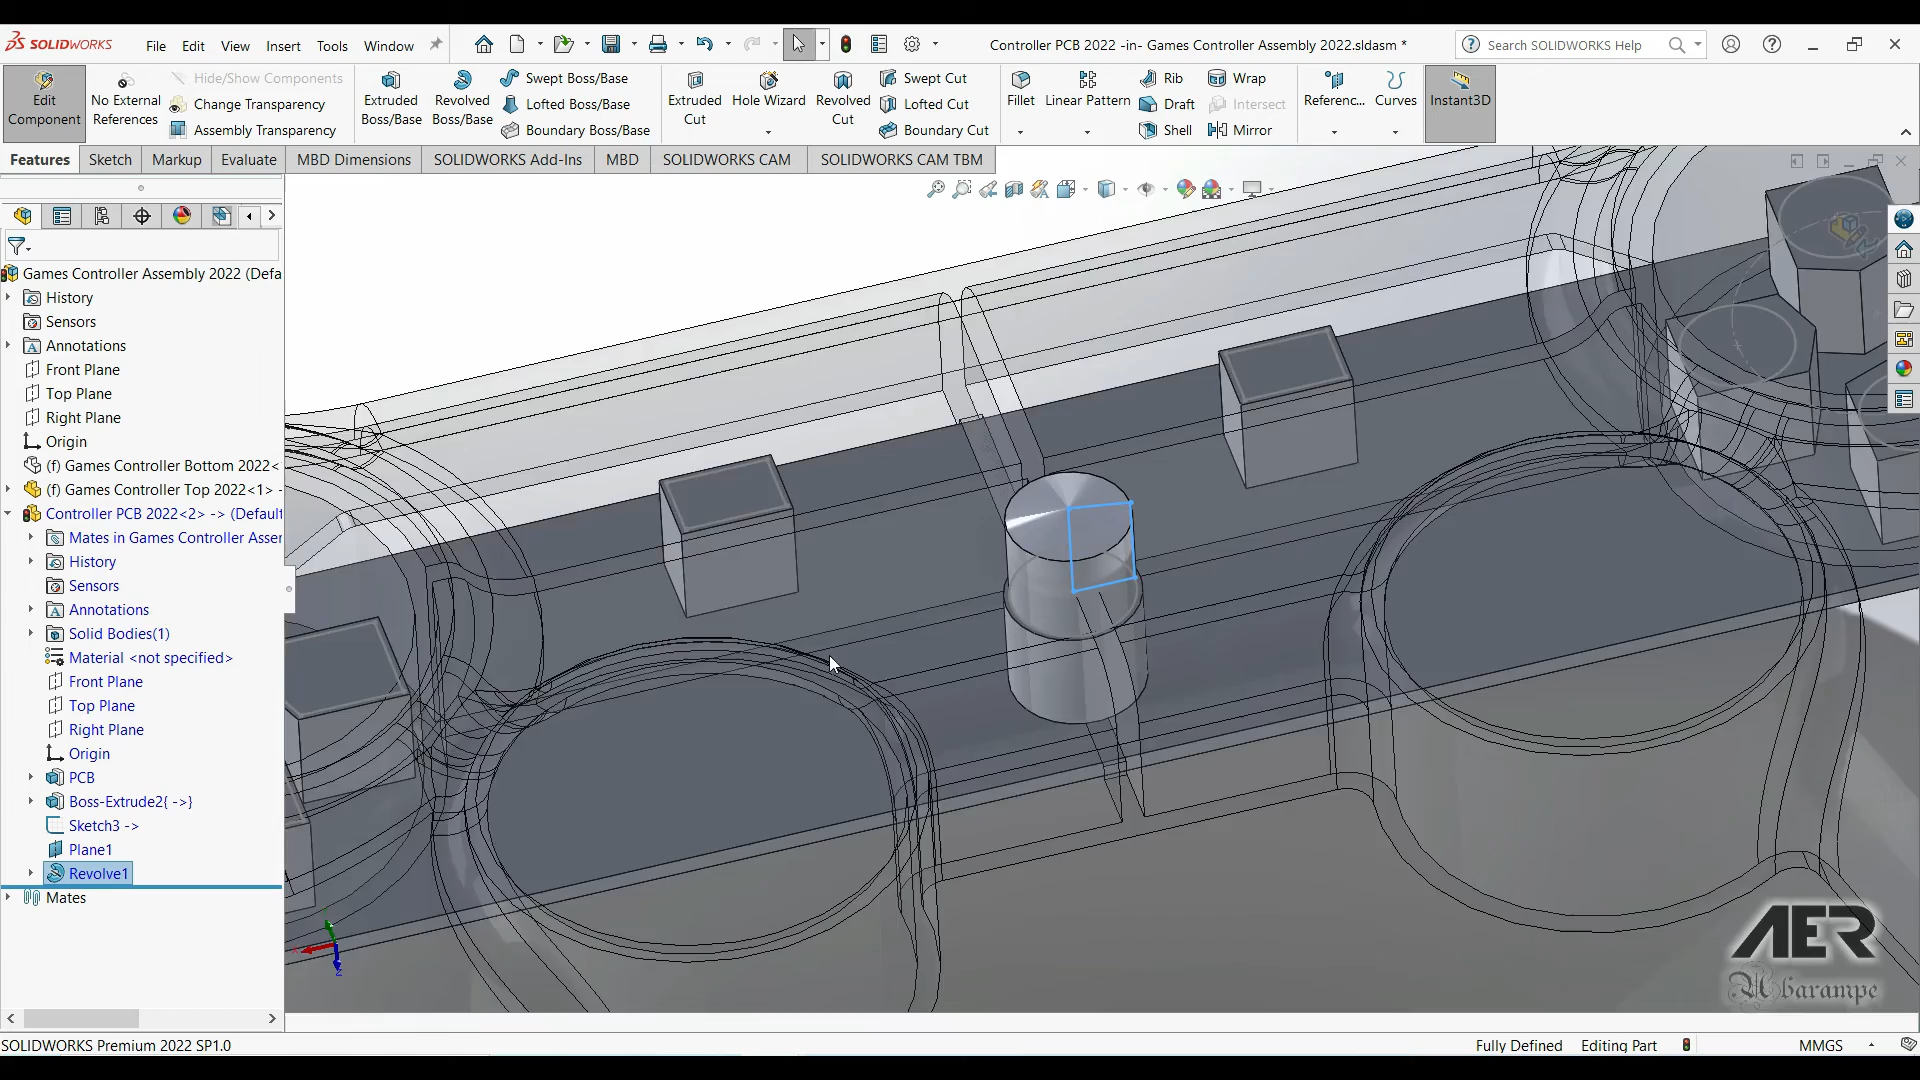 SOLIDWORKS File Edit View Insert Tools Window
Controller PCB 2022 -in- Games Controller Assembly 2022.sldasm *
Search SOLIDWORKS Help
Edit Component
No External References
Hide/Show Components
Change Transparency
Assembly Transparency
Extruded Boss/Base
Revolved Boss/Base
Swept Boss/Base
Lofted Boss/Base
Boundary Boss/Base
Extruded Cut
Hole Wizard
Revolved Cut
Swept Cut
Lofted Cut
Boundary Cut
Fillet
Linear Pattern
Rib
Draft
Shell
Wrap
Intersect
Mirror
Referenc...
Curves
Instant3D
Features Sketch Markup Evaluate MBD Dimensions SOLIDWORKS Add-Ins MBD SOLIDWORKS CAM SOLIDWORKS CAM TBM
Games Controller Assembly 2022 (Defa
History
Sensors
Annotations
Front Plane
Top Plane
Right Plane
Origin
(f) Games Controller Bottom 2022<
(f) Games Controller Top 2022<1> -
Controller PCB 2022<2> -> (Default
Mates in Games Controller Asser
History
Sensors
Annotations
Solid Bodies(1)
Material <not specified>
Front Plane
Top Plane
Right Plane
Origin
PCB
Boss-Extrude2{ ->}
Sketch3 ->
Plane1
Revolve1
Mates
AER
Abarampe
SOLIDWORKS Premium 2022 SP1.0
Fully Defined Editing Part MMGS